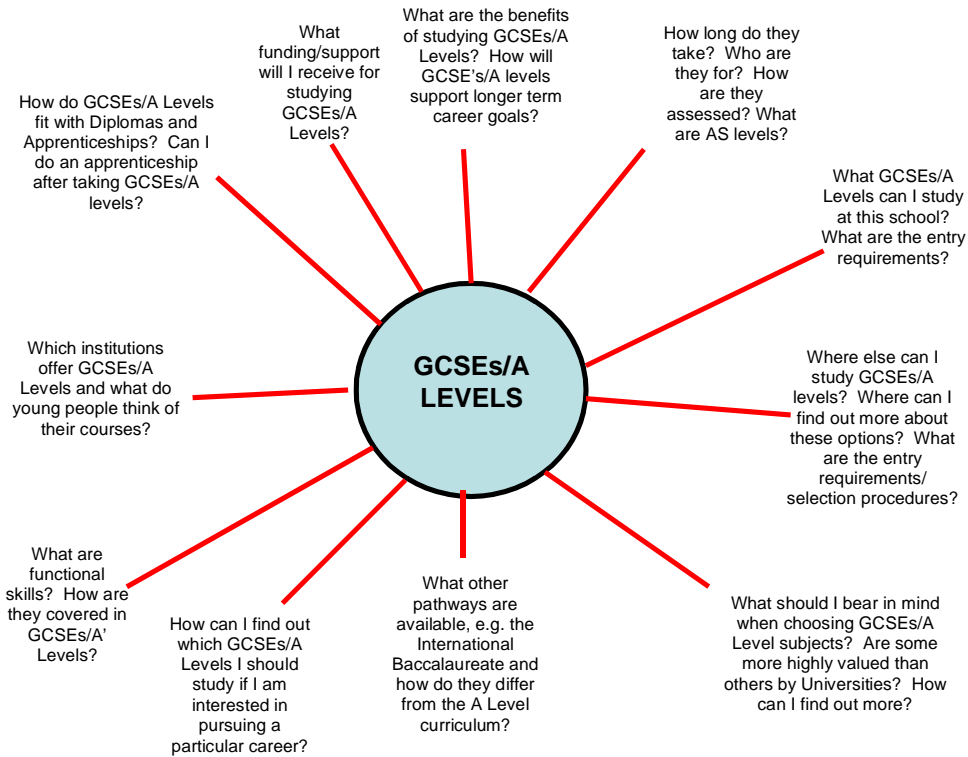 What are the benefits
of studying GCSEs/A
Levels?  How will
GCSE's/A levels
support longer term
career goals?
What
funding/support
will I receive for
studying
GCSEs/A
Levels?
How long do they
take?  Who are
they for?  How
are they
assessed? What
are AS levels?
How do GCSEs/A Levels
fit with Diplomas and
Apprenticeships?  Can I
do an apprenticeship
after taking GCSEs/A
levels?
What GCSEs/A
Levels can I study
at this school?
What are the entry
requirements?
Which institutions
offer GCSEs/A
Levels and what do
young people think of
their courses?
GCSEs/A
LEVELS
Where else can I
study GCSEs/A
levels?  Where can I
find out more about
these options?  What
are the entry
requirements/
selection procedures?
What are
functional
skills?  How are
they covered in
GCSEs/A'
Levels?
How can I find out
which GCSEs/A
Levels I should
study if I am
interested in
pursuing a
particular career?
What other
pathways are
available, e.g. the
International
Baccalaureate and
how do they differ
from the A Level
curriculum?
What should I bear in mind
when choosing GCSEs/A
Level subjects?  Are some
more highly valued than
others by Universities?  How
can I find out more?